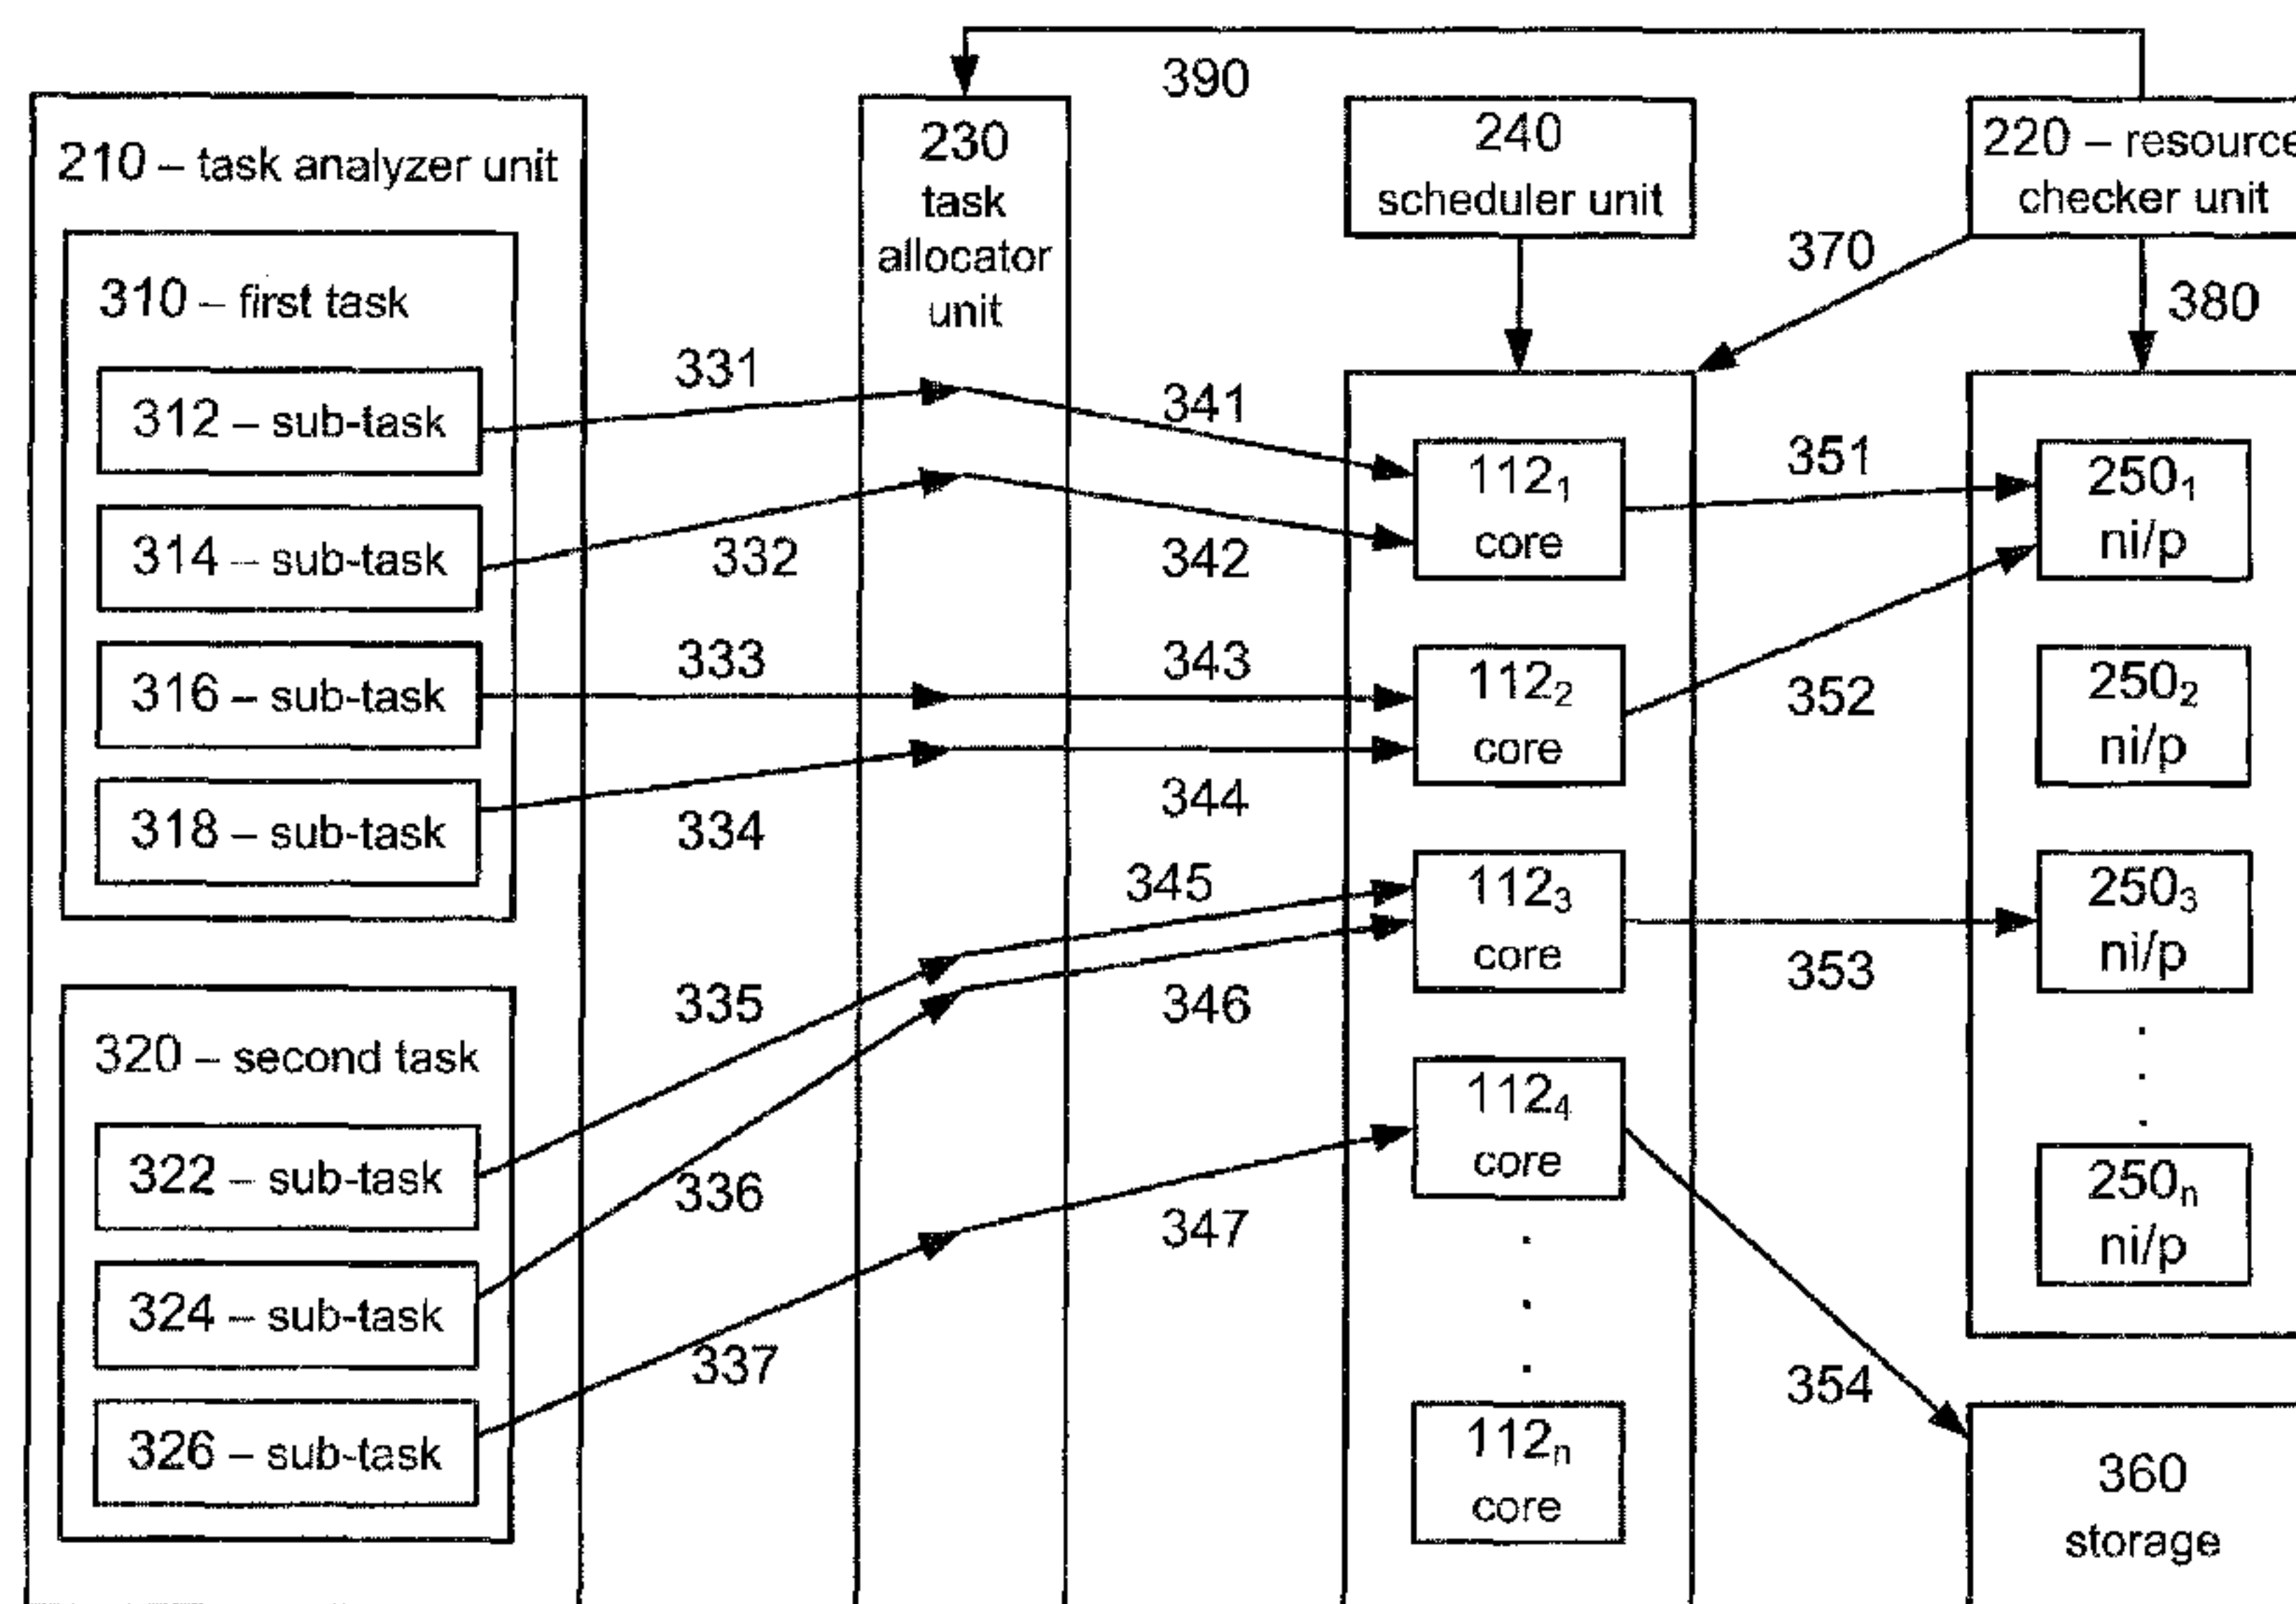 390
210 – task analyzer unit
310 – first task
312 – sub-task
314 – sub-task
316 – sub-task
318 – sub-task
320 – second task
322 – sub-task
324 – sub-task
326 – sub-task
331
332
333
334
335
336
337
230
task
allocator
unit
341
342
343
344
345
346
347
240
scheduler unit
112₁
core
112₂
core
112₃
core
112₄
core
.
.
.
112ₙ
core
370
351
352
353
354
220 – resource
checker unit
380
250₁
ni/p
250₂
ni/p
250₃
ni/p
.
.
.
250ₙ
ni/p
360
storage